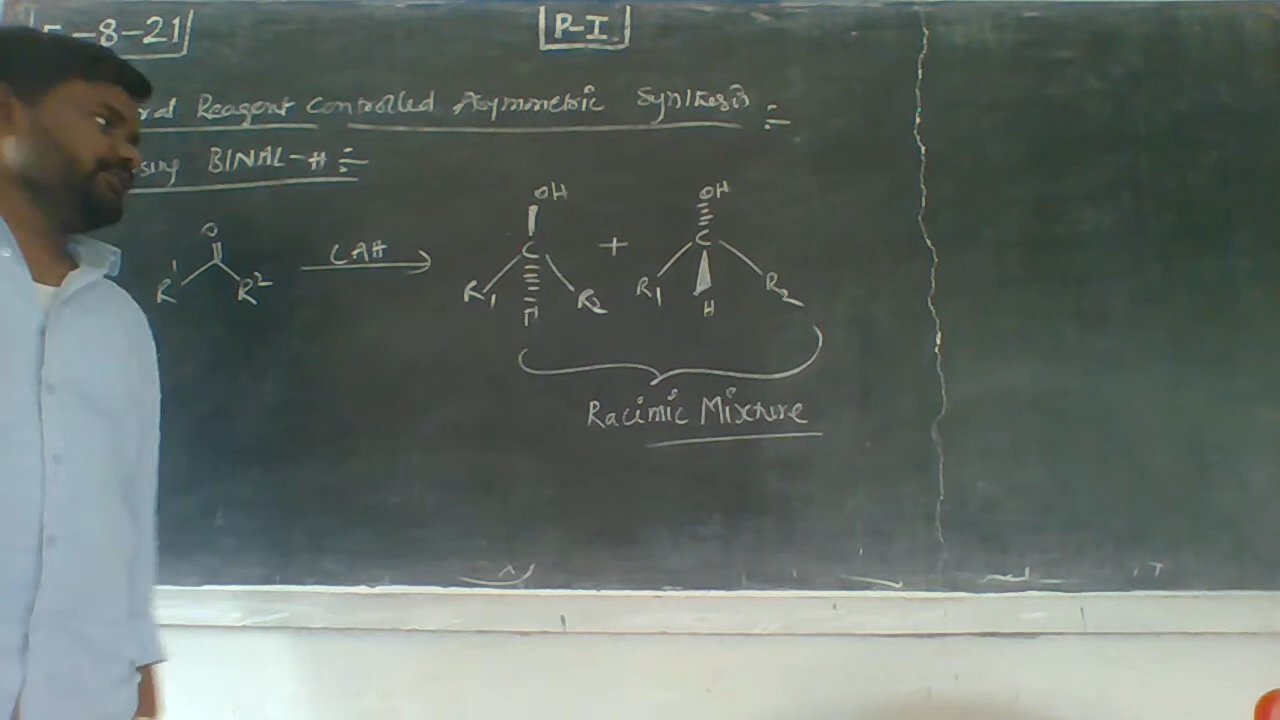 5-8-21
P-I
ral Reagent Controlled Asymmetric Synthesis :-
sing BINAL-H :-
O
R1 R2
LAH
OH
C
R1 H R2
+
OH
C
R1 H R2
Racimic Mixture